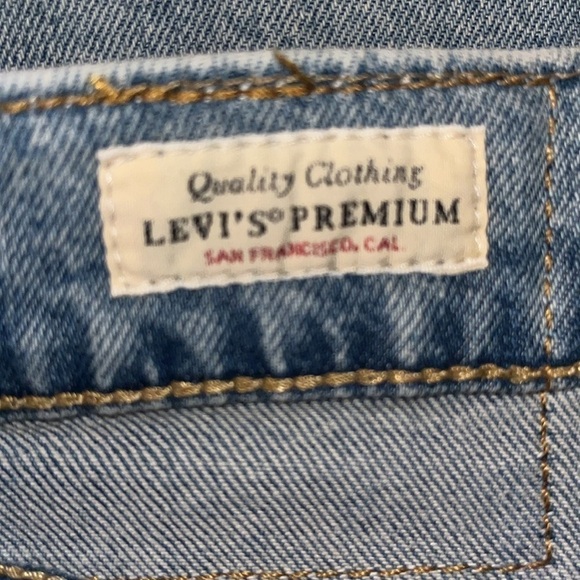 Quality Clothing
LEVI'S® PREMIUM
SAN FRANCISCO, CAL